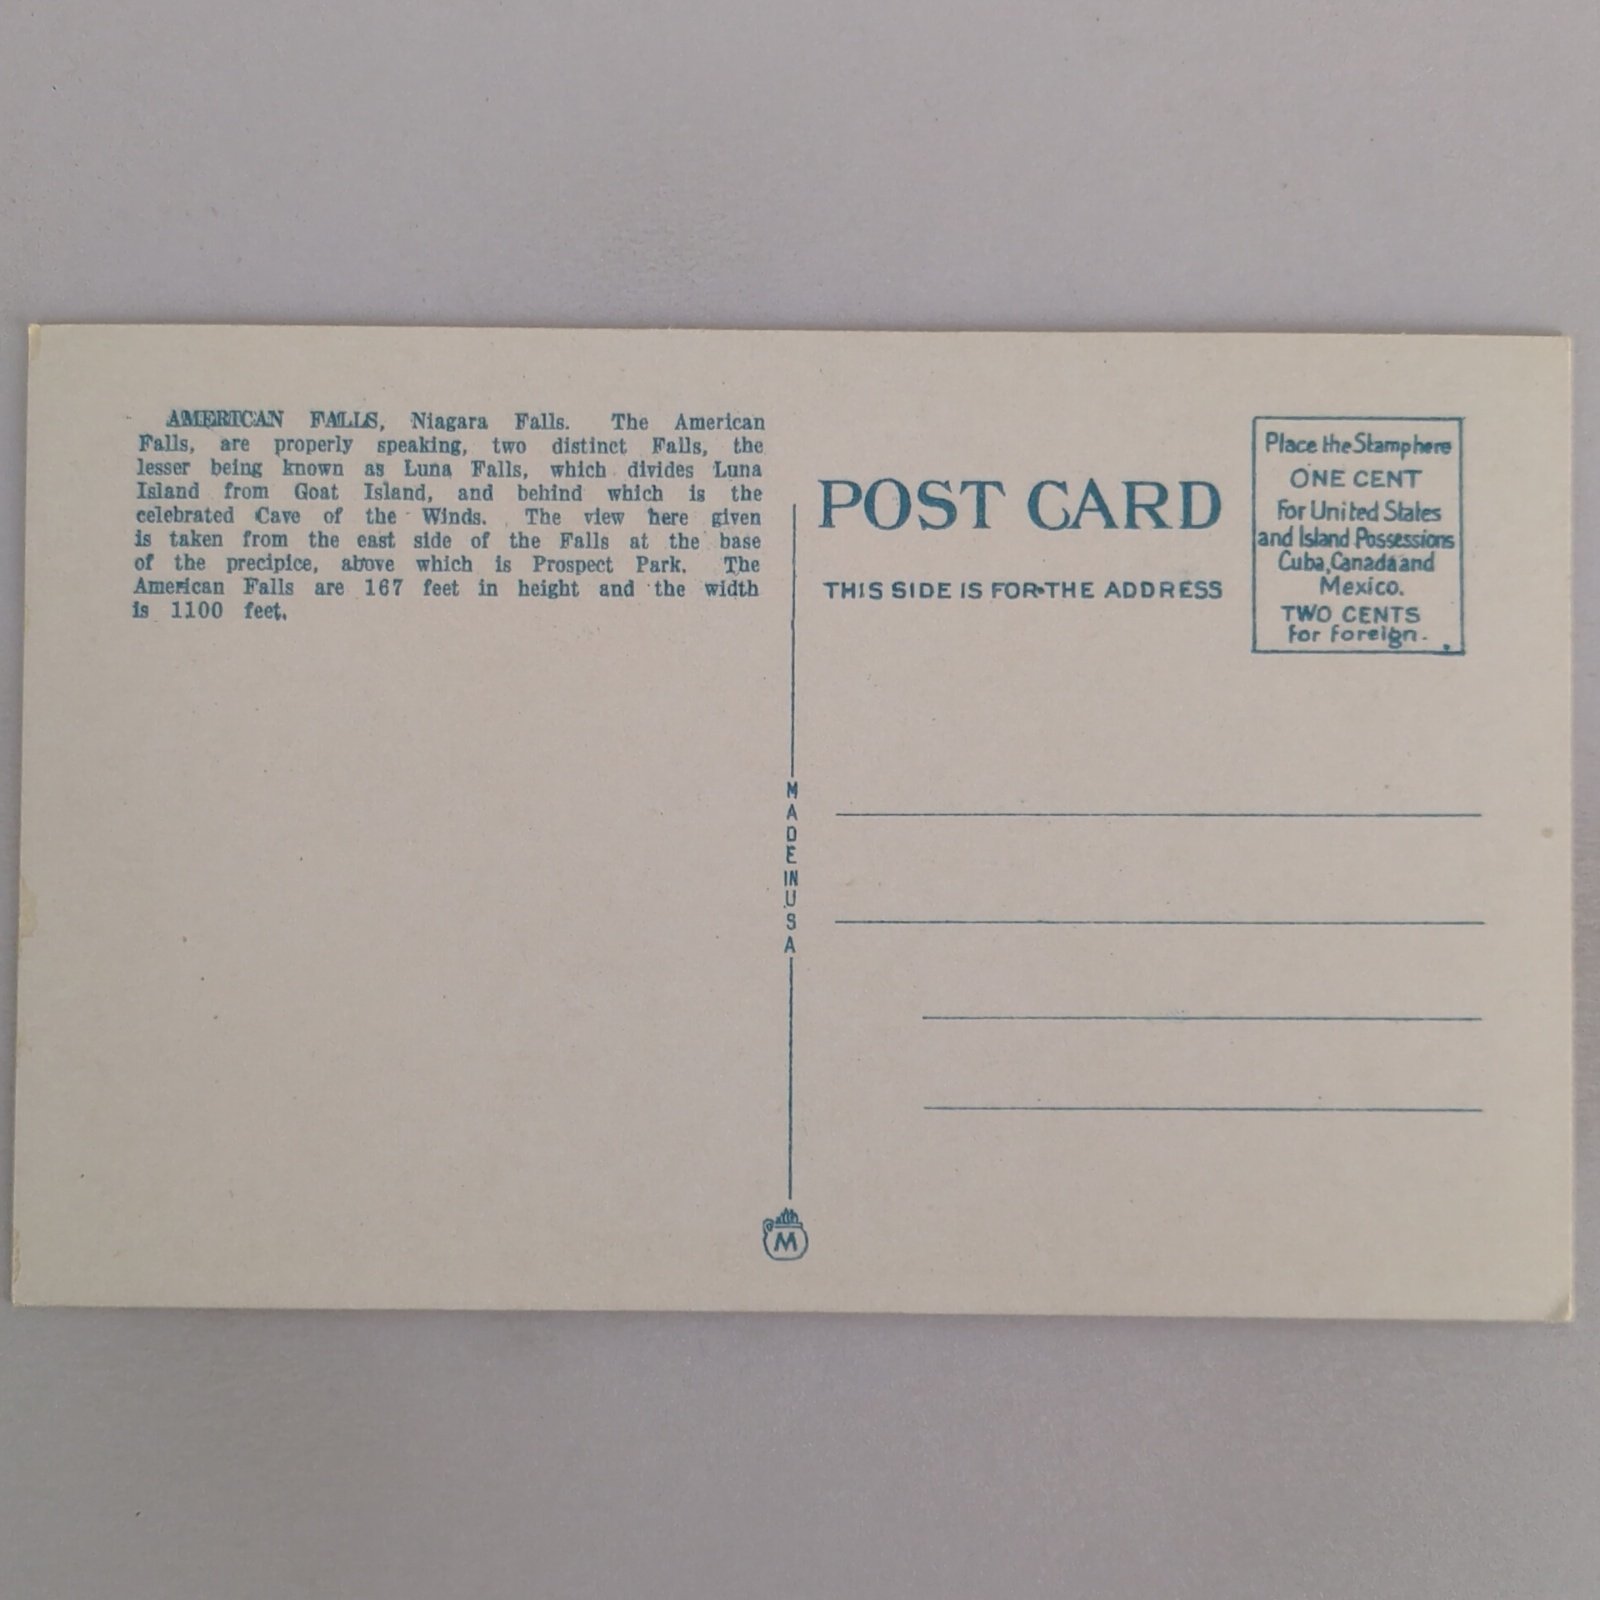 AMERICAN FALLS, Niagara Falls. The American
Falls, are properly speaking, two distinct Falls, the
lesser being known as Luna Falls, which divides Luna
Island from Goat Island, and behind which is the
celebrated Cave of the Winds. The view here given
is taken from the east side of the Falls at the base
of the precipice, above which is Prospect Park. The
American Falls are 167 feet in height and the width
is 1100 feet.
POST CARD
THIS SIDE IS FOR THE ADDRESS
Place the Stamp here
ONE CENT
For United States
and Island Possessions
Cuba, Canada and
Mexico.
TWO CENTS
for foreign.
MADE IN USA
M